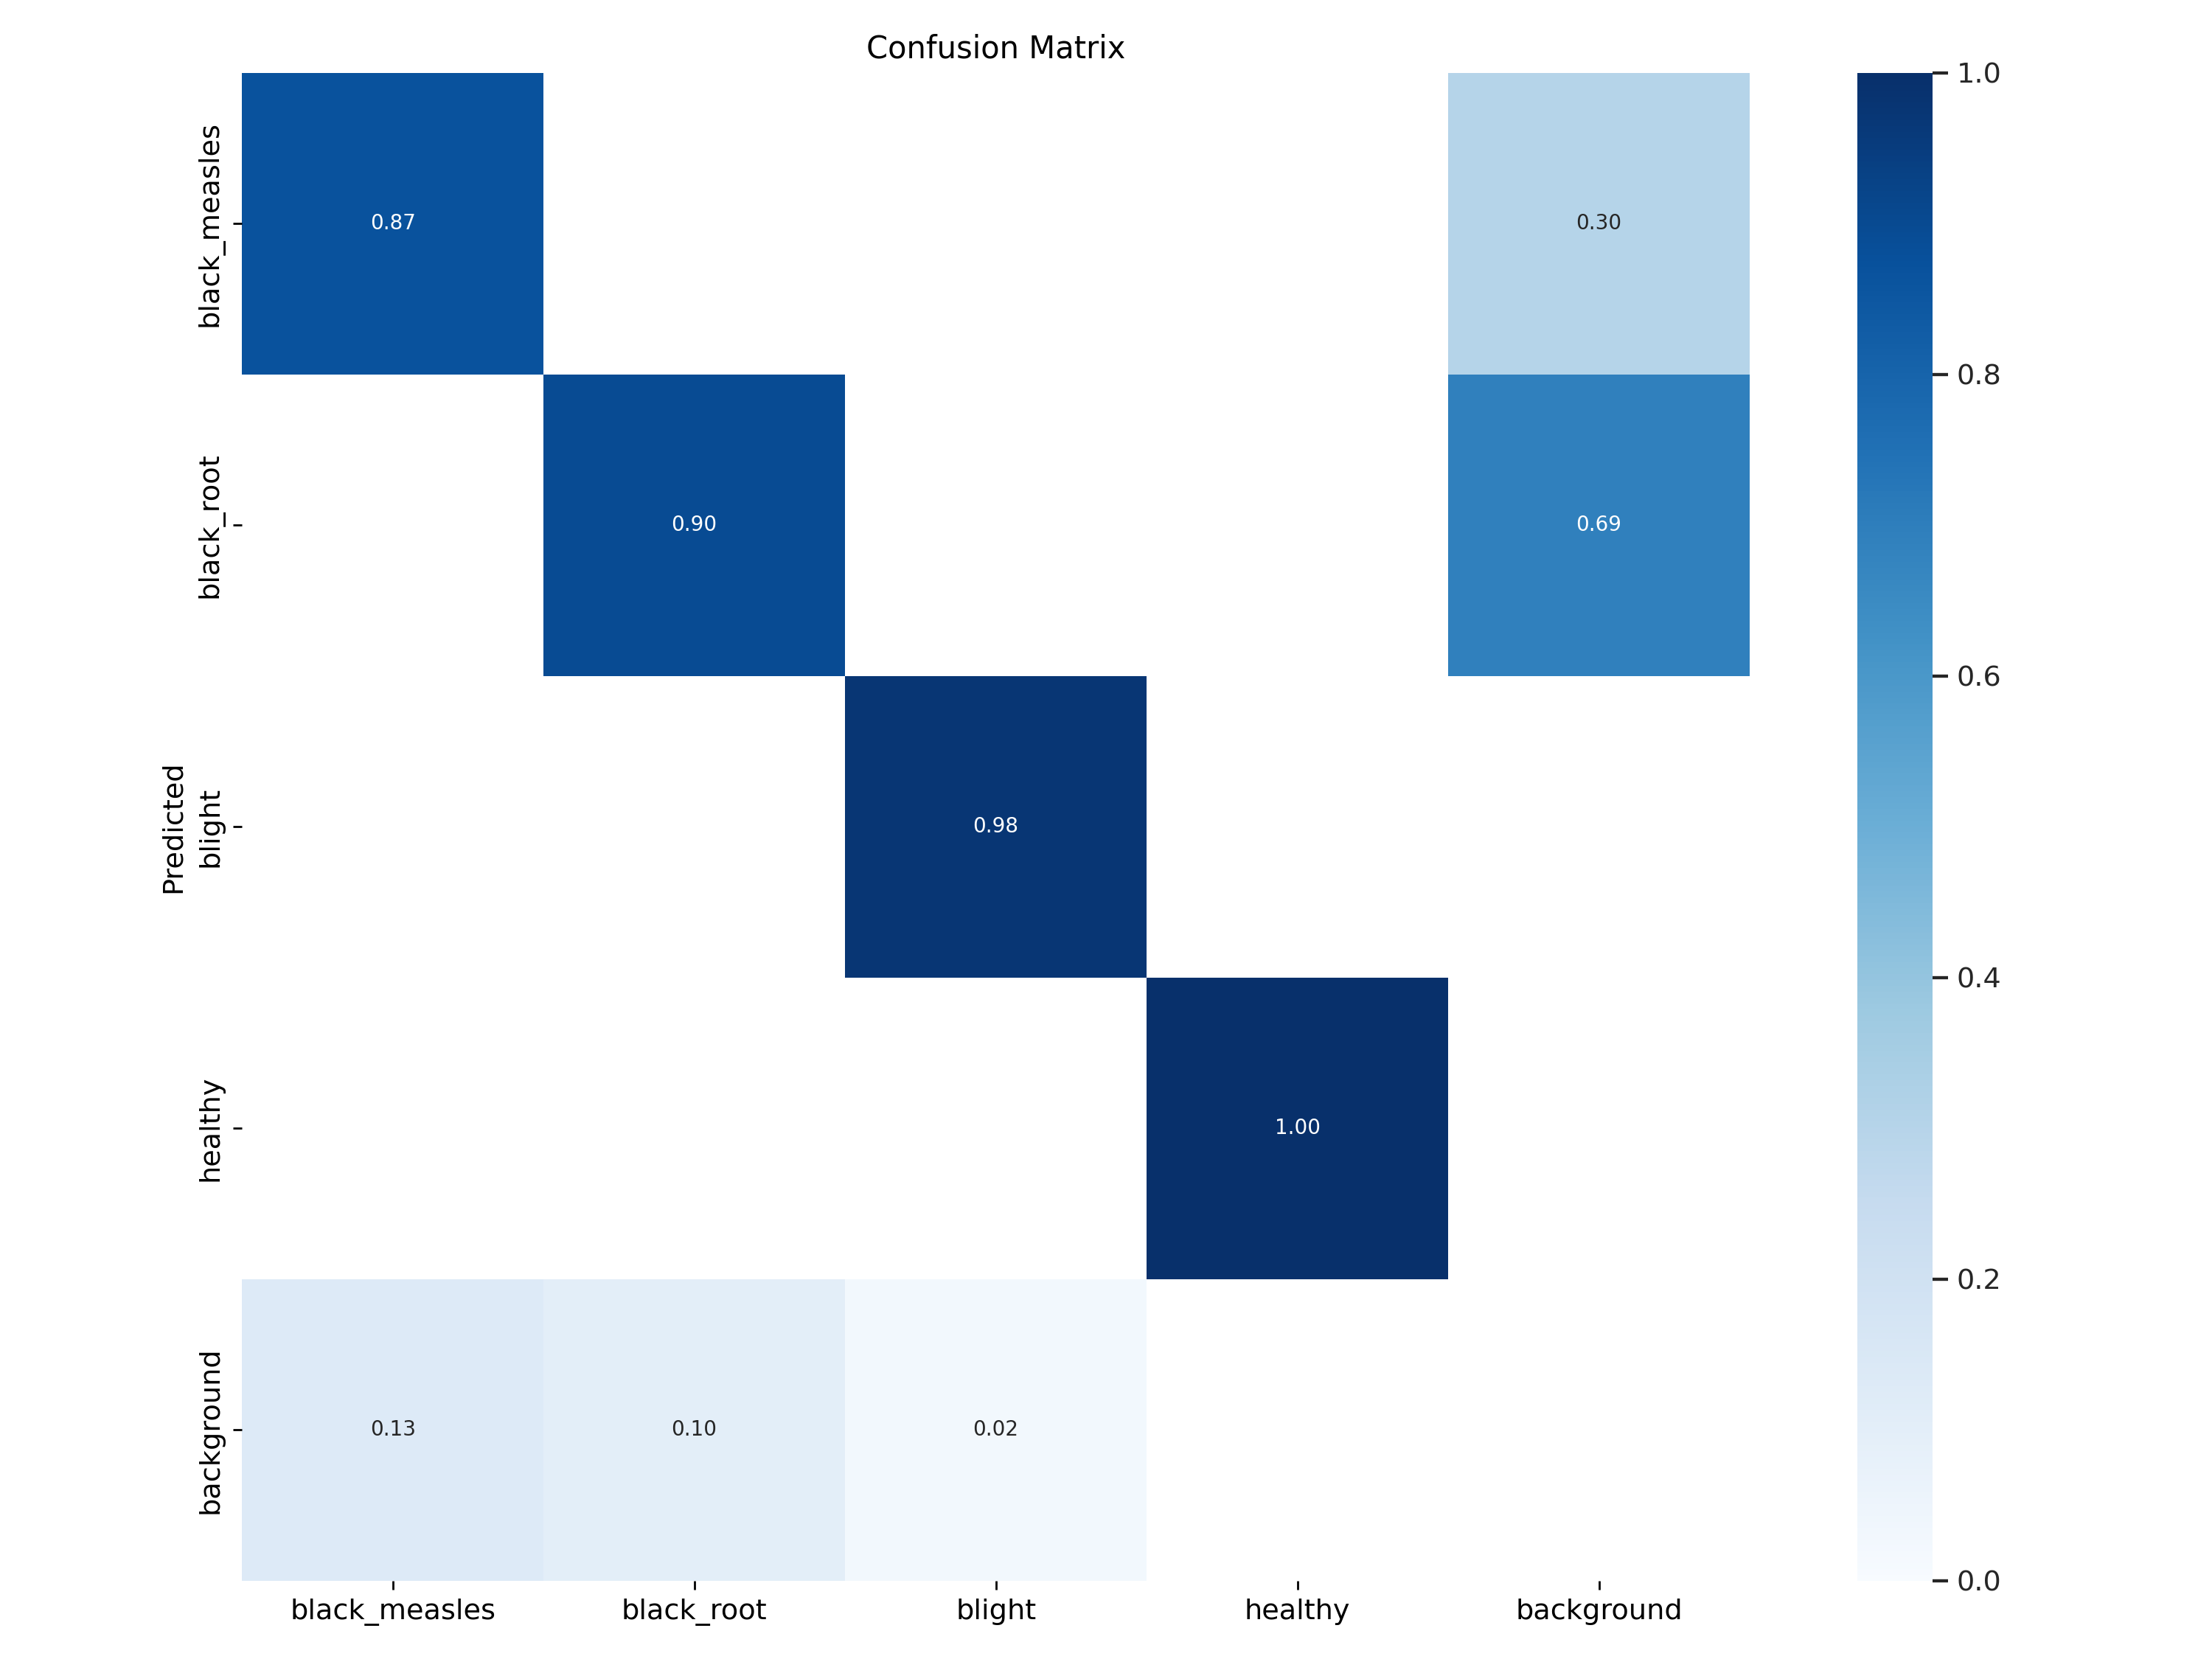 Confusion Matrix
Predicted
black_measles
black_root
blight
healthy
background
0.87
0.30
0.90
0.69
0.98
1.00
0.13
0.10
0.02
black_measles
black_root
blight
healthy
background
1.0
0.8
0.6
0.4
0.2
0.0